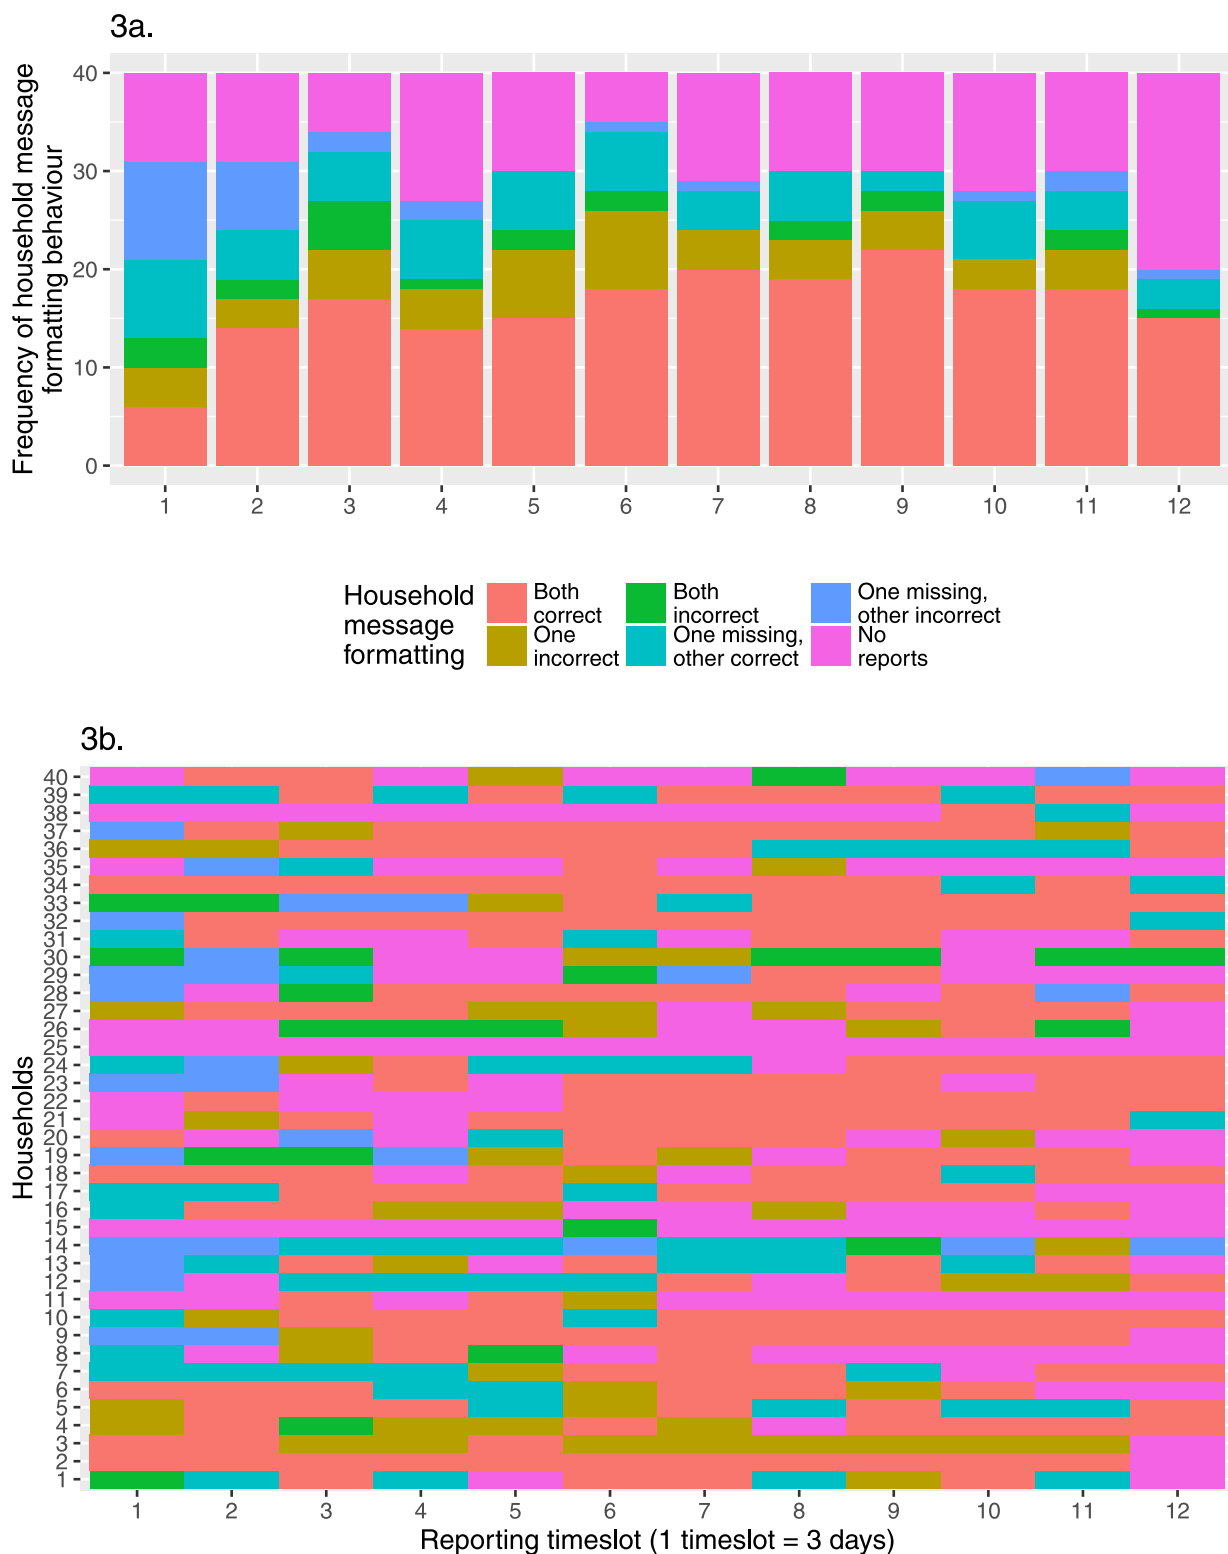 3a.
Frequency of household message
formatting behaviour
40
30
20
10
0
1 2 3 4 5 6 7 8 9 10 11 12
Household
message
formatting
Both
correct
One
incorrect
Both
incorrect
One missing,
other correct
One missing,
other incorrect
No
reports
3b.
Households
40
39
38
37
36
35
34
33
32
31
30
29
28
27
26
25
24
23
22
21
20
19
18
17
16
15
14
13
12
11
10
9
8
7
6
5
4
3
2
1
1 2 3 4 5 6 7 8 9 10 11 12
Reporting timeslot (1 timeslot = 3 days)